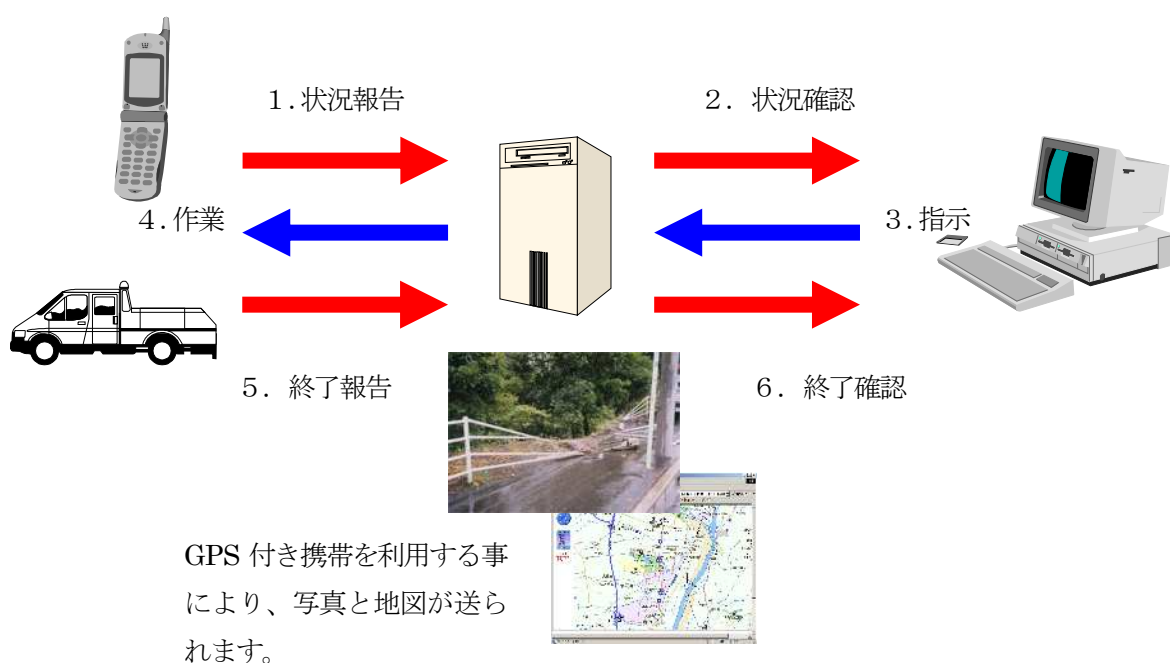 １.状況報告
２. 状況確認
４.作業
３.指示
５. 終了報告
６. 終了確認
GPS 付き携帯を利用する事
により、写真と地図が送ら
れます。